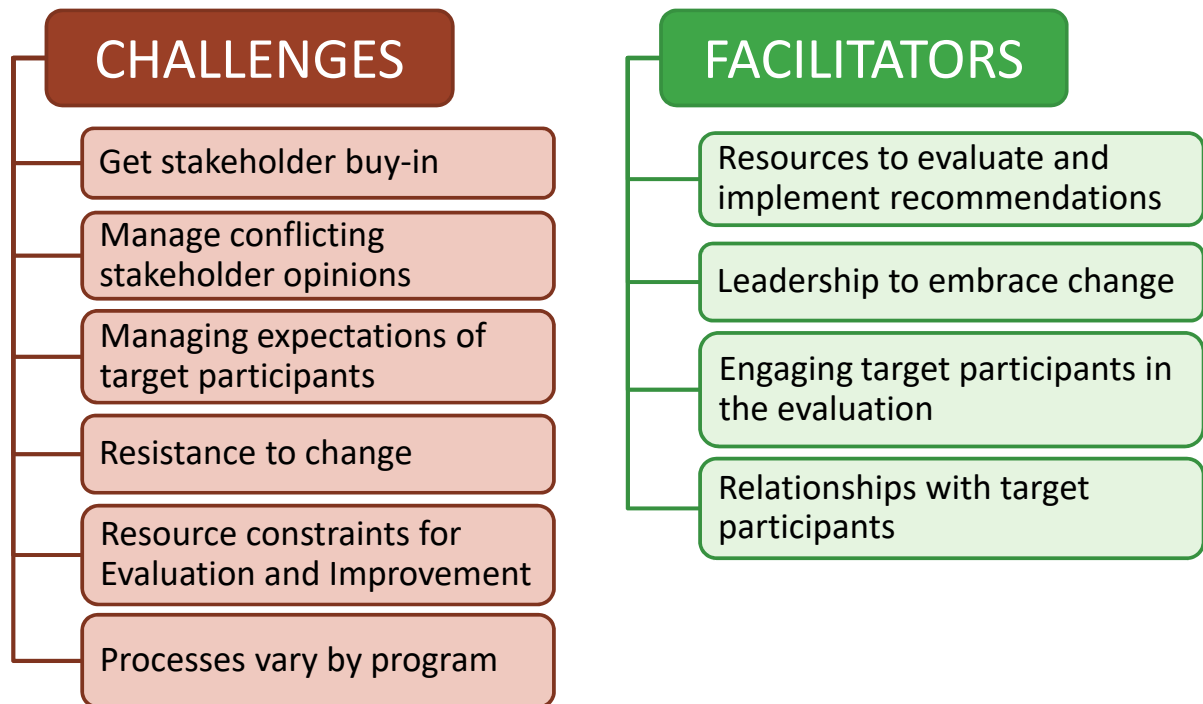 CHALLENGES
Get stakeholder buy-in
Manage conflicting
stakeholder opinions
Managing expectations of
target participants
Resistance to change
Resource constraints for
Evaluation and Improvement
Processes vary by program
FACILITATORS
Resources to evaluate and
implement recommendations
Leadership to embrace change
Engaging target participants in
the evaluation
Relationships with target
participants